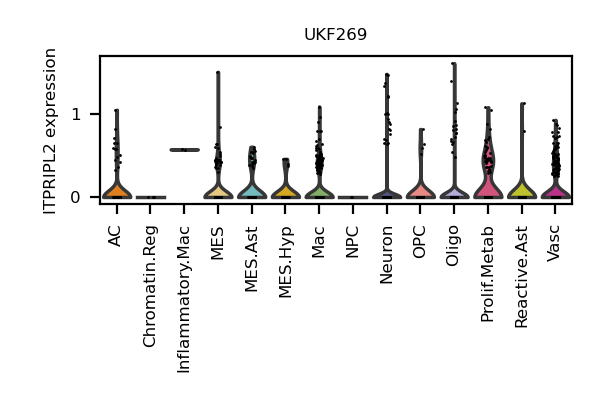 UKF269
ITPRIPL2 expression
1
0
AC
Chromatin.Reg
Inflammatory.Mac
MES
MES.Ast
MES.Hyp
Mac
NPC
Neuron
OPC
Oligo
Prolif.Metab
Reactive.Ast
Vasc